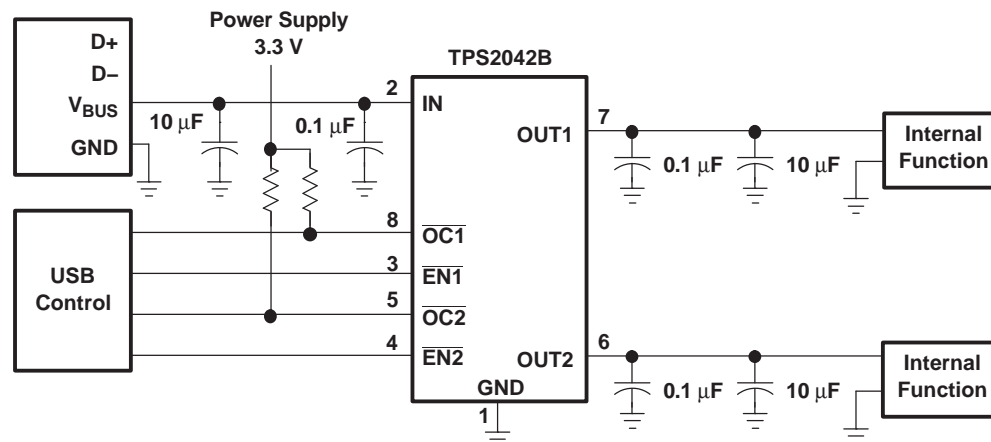 Power Supply
3.3 V
TPS2042B
D+
D−
VBUS
GND
10 μF
0.1 μF
2
IN
OUT1
7
0.1 μF
10 μF
Internal
Function
USB
Control
8
OC1
3
EN1
5
OC2
4
EN2
GND
1
OUT2
6
0.1 μF
10 μF
Internal
Function